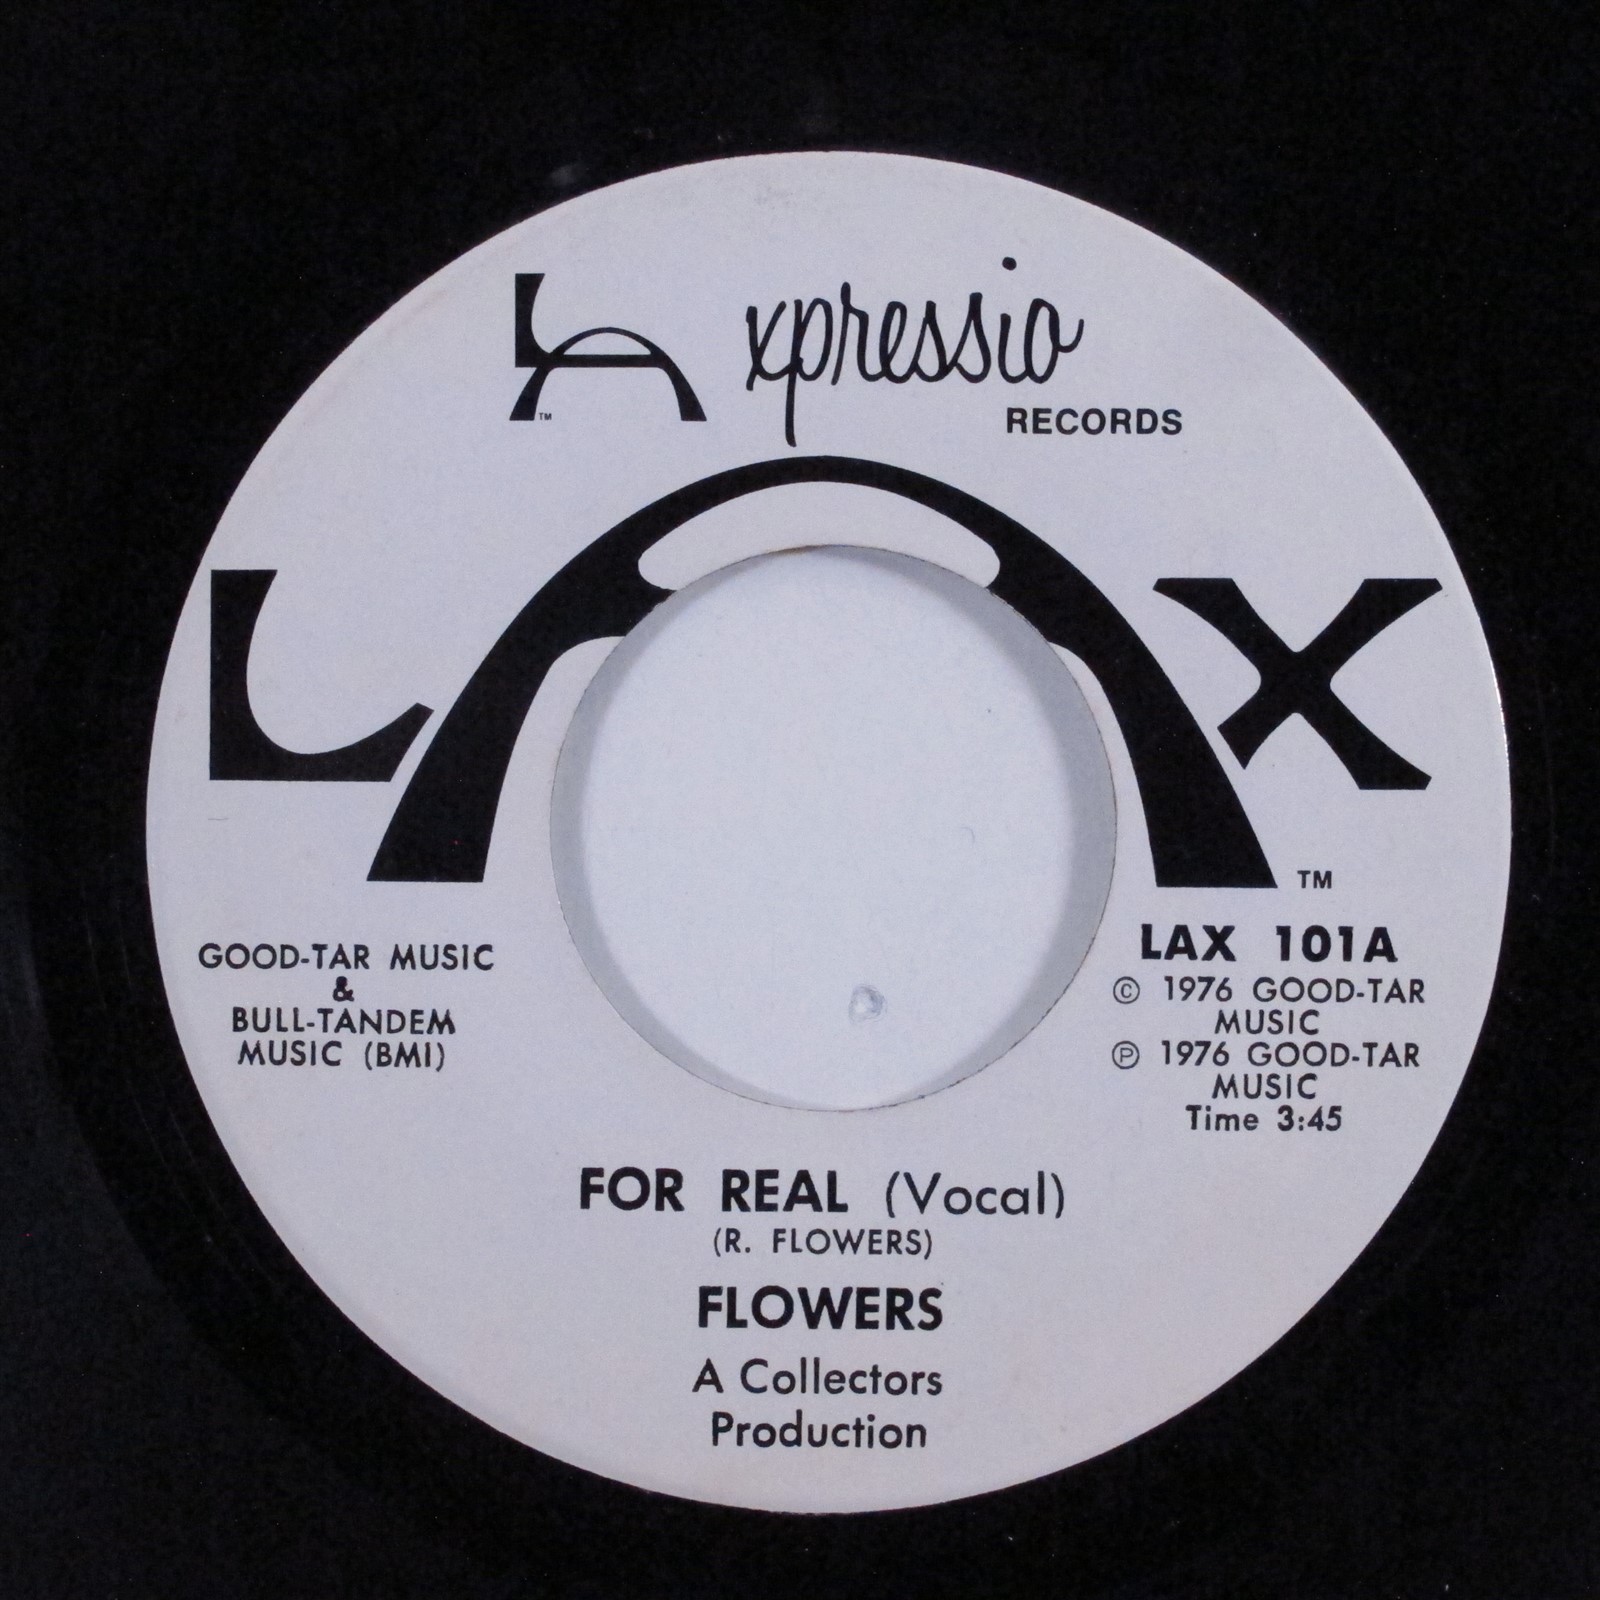 LA xpressio
TM
RECORDS
LAX
TM
GOOD-TAR MUSIC
&
BULL-TANDEM
MUSIC (BMI)
LAX 101A
© 1976 GOOD-TAR
MUSIC
℗ 1976 GOOD-TAR
MUSIC
Time 3:45
FOR REAL (Vocal)
(R. FLOWERS)
FLOWERS
A Collectors
Production